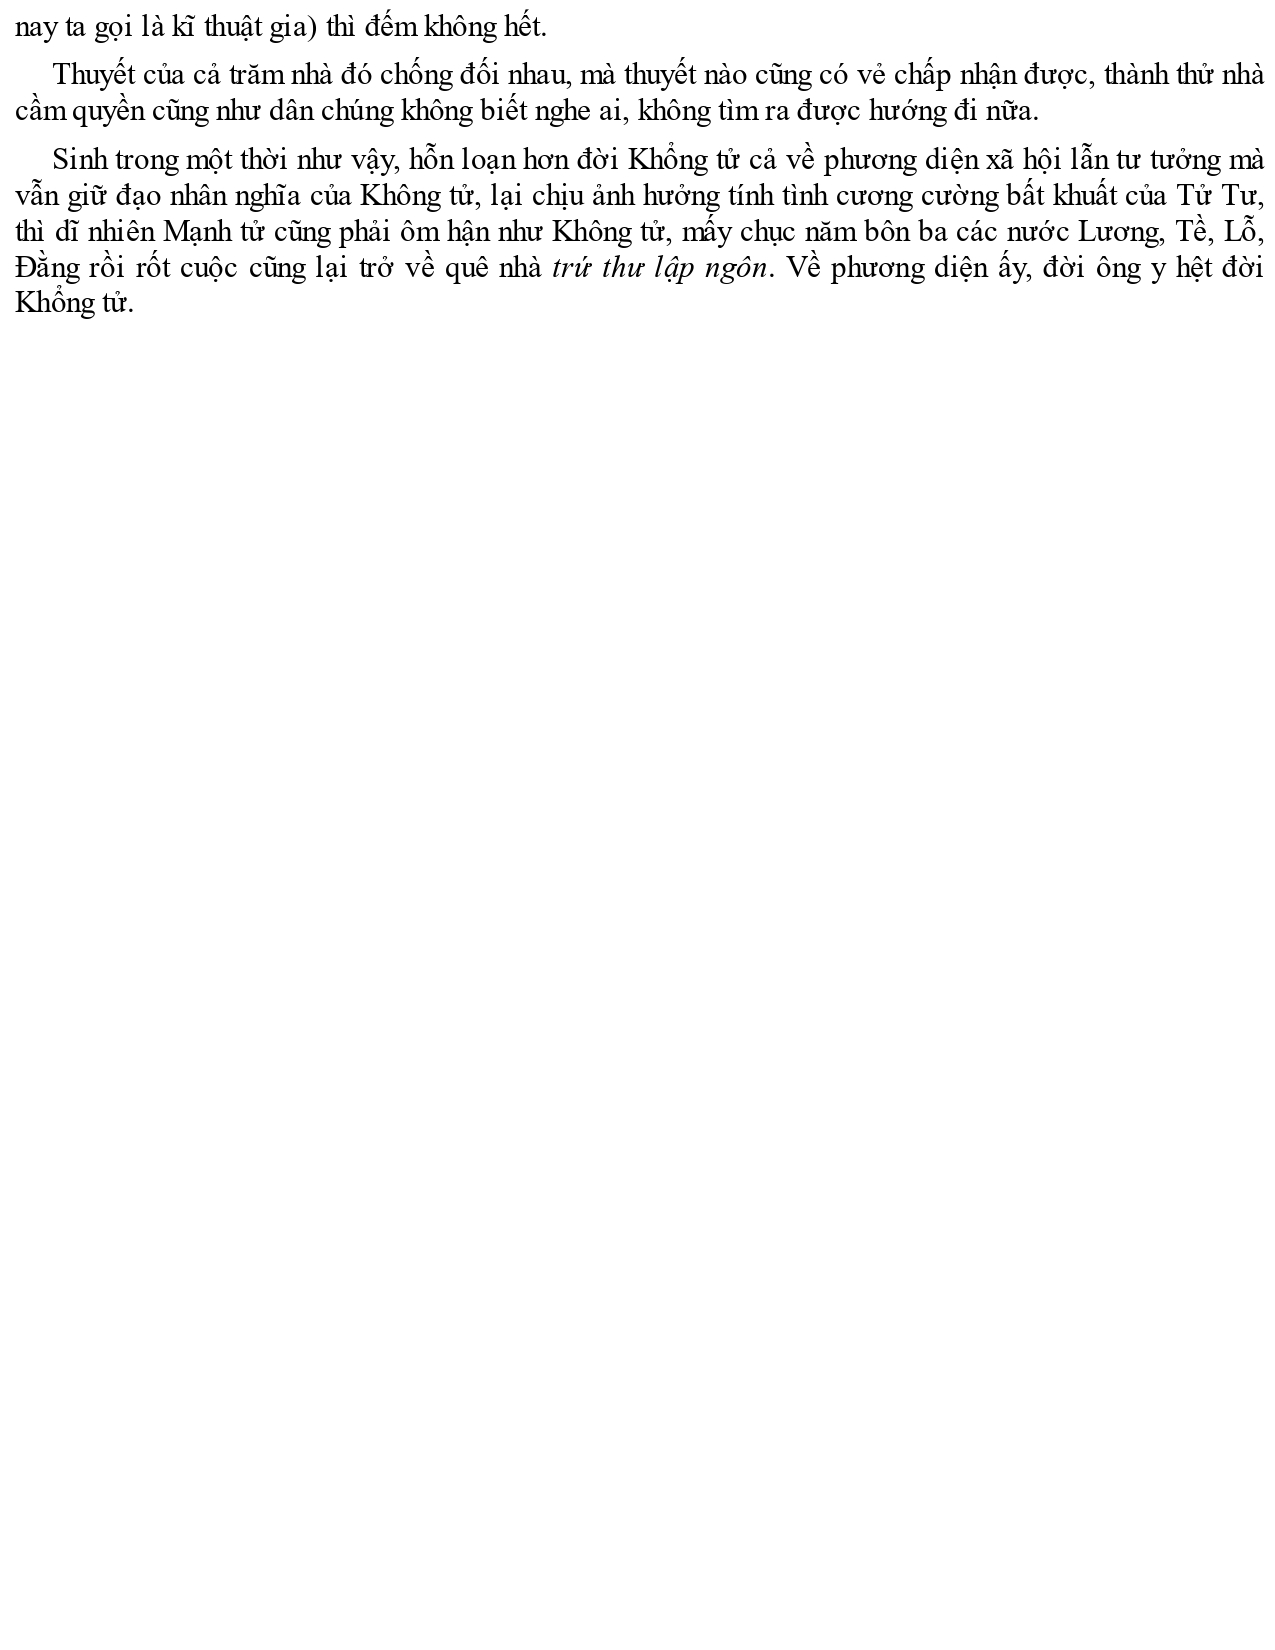 nay ta gọi là kĩ thuật gia) thì đếm không hết.
Thuyết của cả trăm nhà đó chống đối nhau, mà thuyết nào cũng có vẻ chấp nhận được, thành thử nhà
cầm quyền cũng như dân chúng không biết nghe ai, không tìm ra được hướng đi nữa.
Sinh trong một thời như vậy, hỗn loạn hơn đời Khổng tử cả về phương diện xã hội lẫn tư tưởng mà
vẫn giữ đạo nhân nghĩa của Không tử, lại chịu ảnh hưởng tính tình cương cường bất khuất của Tử Tư,
thì dĩ nhiên Mạnh tử cũng phải ôm hận như Không tử, mấy chục năm bôn ba các nước Lương, Tề, Lỗ,
Đằng rồi rốt cuộc cũng lại trở về quê nhà trứ thư lập ngôn. Về phương diện ấy, đời ông y hệt đời
Khổng tử.